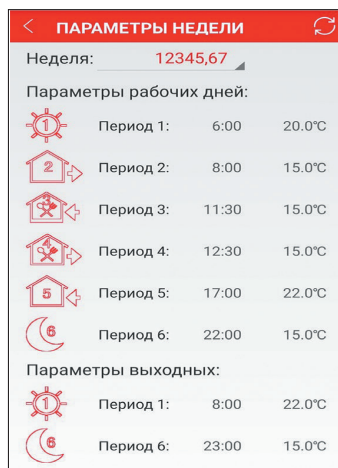 < ПАРАМЕТРЫ НЕДЕЛИ
Неделя: 12345,67
Параметры рабочих дней:
1 Период 1: 6:00 20.0°C
2 Период 2: 8:00 15.0°C
3 Период 3: 11:30 15.0°C
4 Период 4: 12:30 15.0°C
5 Период 5: 17:00 22.0°C
6 Период 6: 22:00 15.0°C
Параметры выходных:
1 Период 1: 8:00 22.0°C
6 Период 6: 23:00 15.0°C